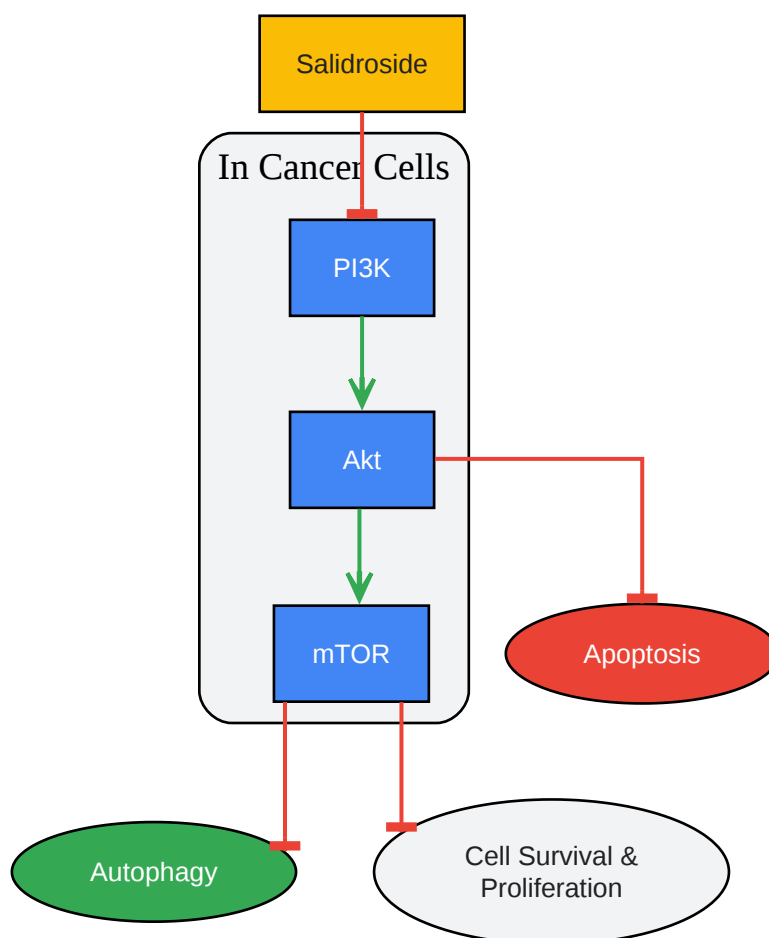 Salidroside
In Cancer Cells
PI3K
Akt
mTOR
Apoptosis
Autophagy
Cell Survival &
Proliferation